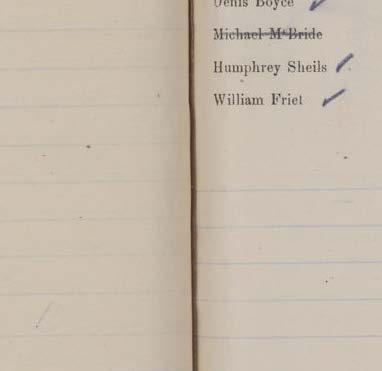 Denis Boyce
Michael McBride
Humphrey Sheils
William Friel